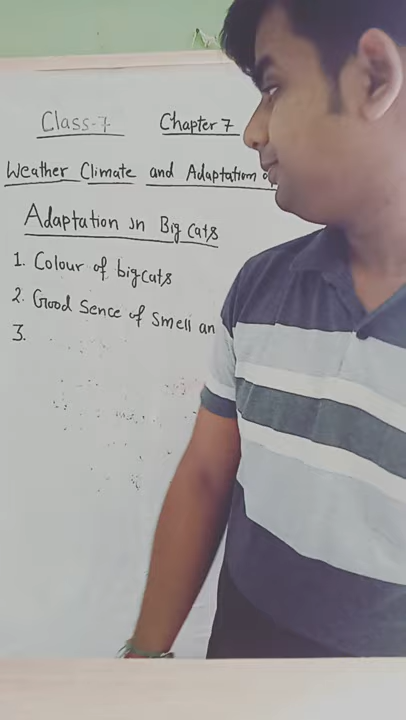 Class-7 Chapter 7
Weather Climate and Adaptation o
Adaptation in Big Cats
1. Colour of bigcats
2. Good Sence of Smell an
3.